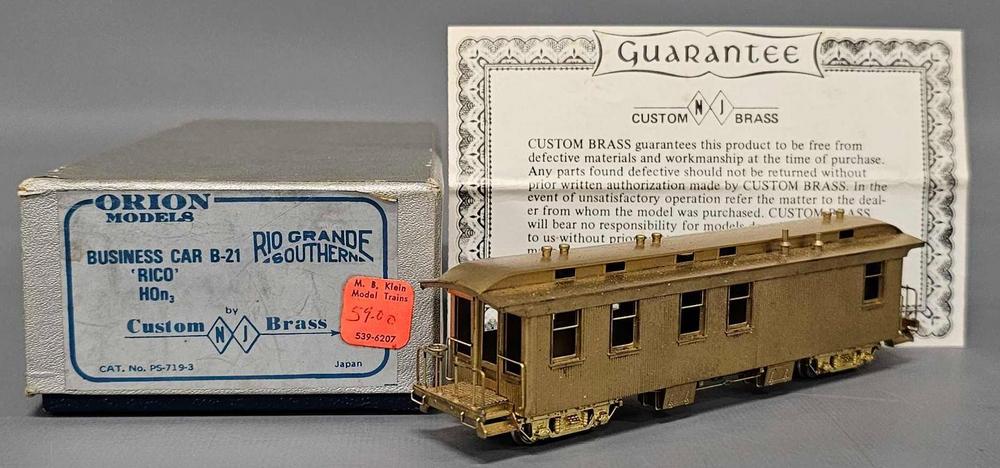 ORION
MODELS
BUSINESS CAR B-21
'RICO'
HOn3
RIO GRANDE
SOUTHERN
by
Custom NJ Brass
CAT. No. PS-719-3
Japan
M. B. Klein
Model Trains
59.00
539-6207
GUARANTEE
CUSTOM NJ BRASS
CUSTOM BRASS guarantees this product to be free from
defective materials and workmanship at the time of purchase.
Any parts found defective should not be returned without
prior written authorization made by CUSTOM BRASS. In the
event of unsatisfactory operation refer the matter to the deal-
er from whom the model was purchased. CUSTOM BRASS
will bear no responsibility for models
to us without prior